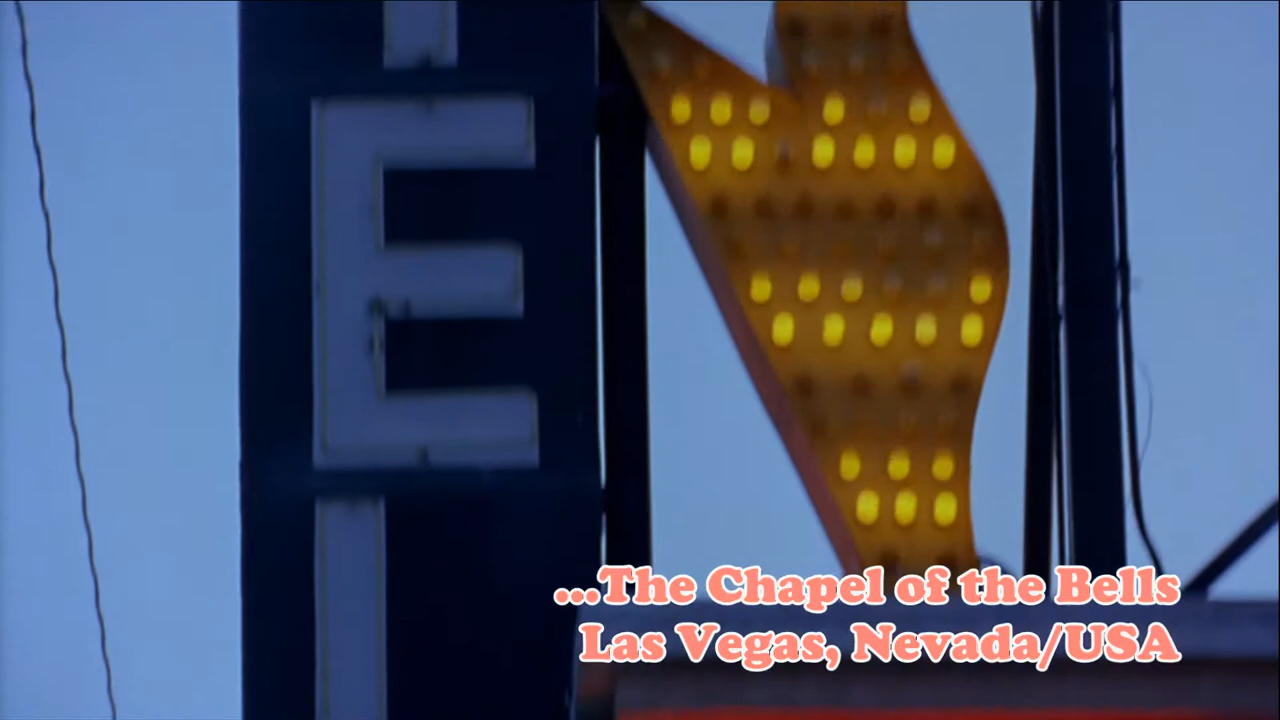 E
...The Chapel of the Bells
Las Vegas, Nevada/USA